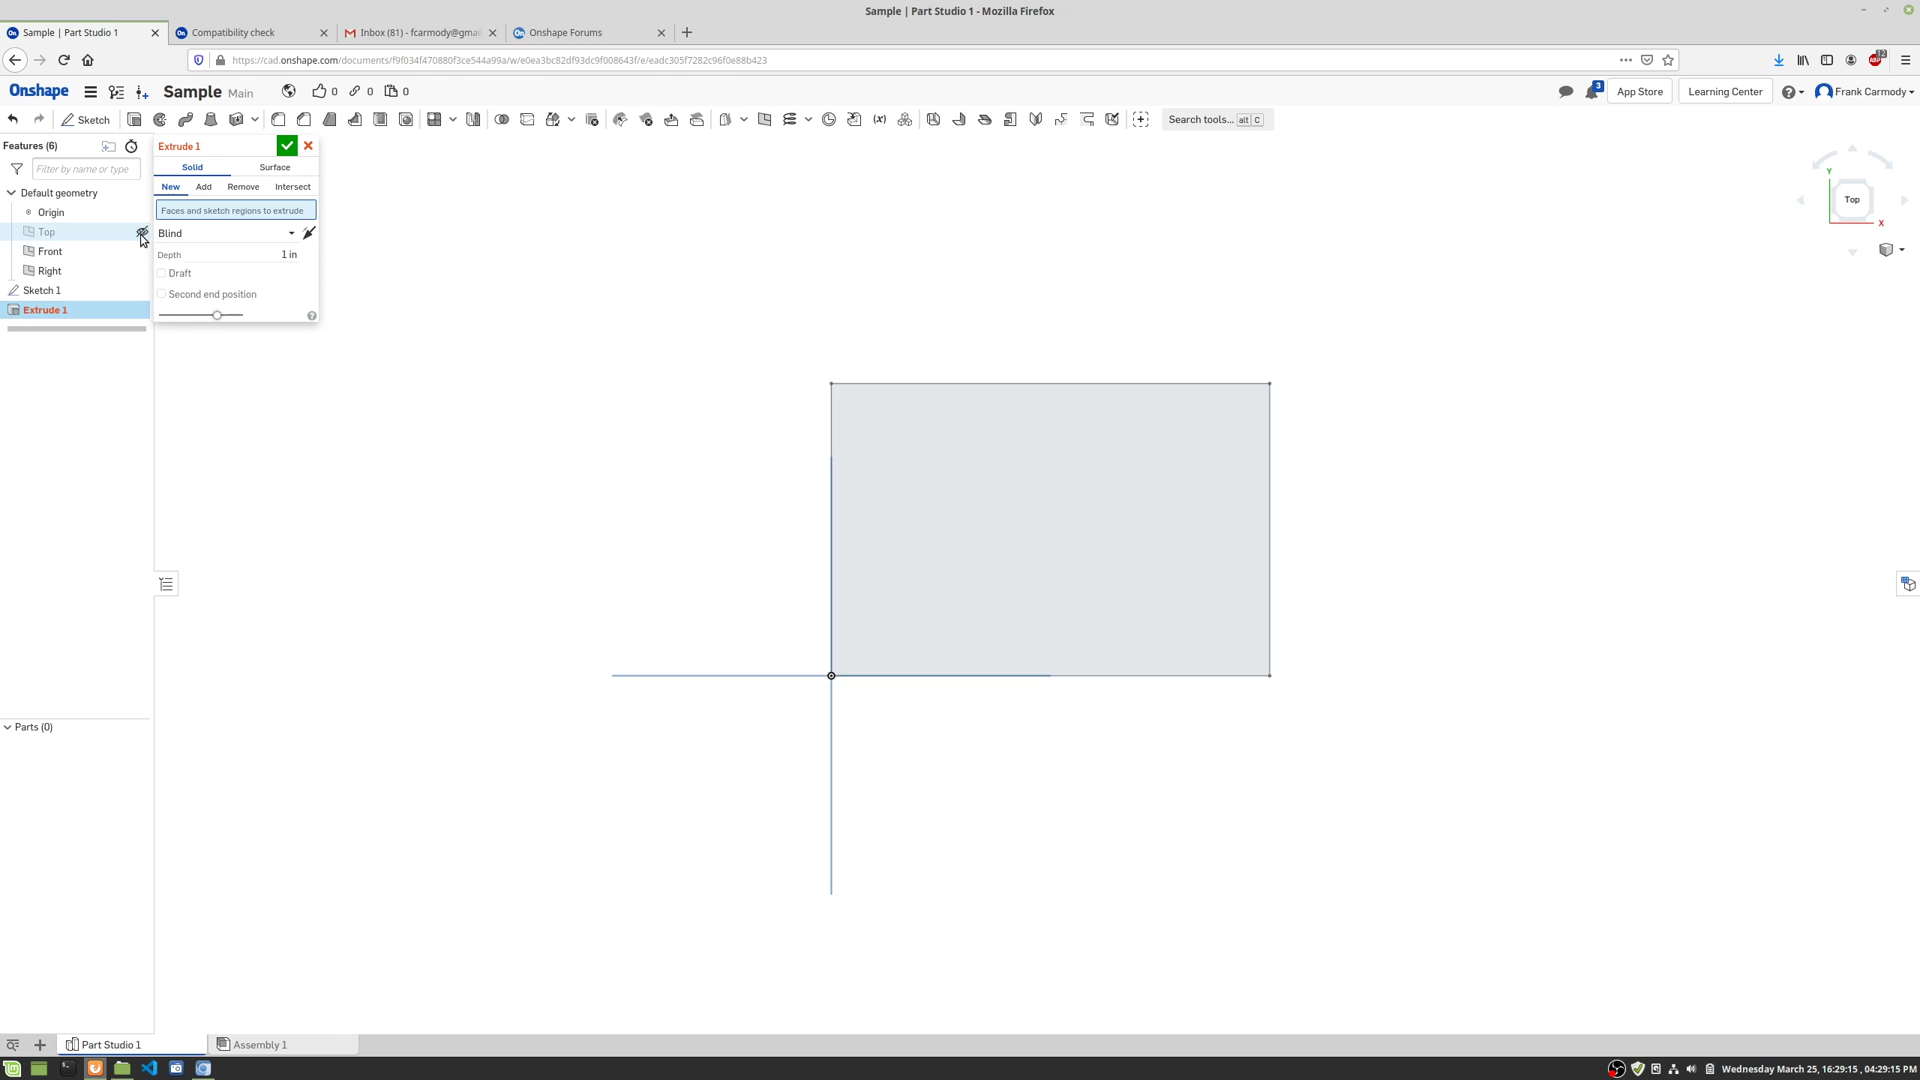 Sample | Part Studio 1 - Mozilla Firefox
Sample | Part Studio 1
Compatibility check
Inbox (81) - fcarmody@gmai
Onshape Forums
https://cad.onshape.com/documents/f9f034f470880f3ce544a99a/w/e0ea3bc82df93dc9f008643f/e/eadc305f7282c96f0e88b423
12
Onshape
Sample Main
0
0
0
3
App Store
Learning Center
Frank Carmody
Sketch
(x)
Search tools... alt C
Features (6)
Filter by name or type
Default geometry
Origin
Top
Front
Right
Sketch 1
Extrude 1
Extrude 1
Solid
Surface
New
Add
Remove
Intersect
Faces and sketch regions to extrude
Blind
Depth
1 in
Draft
Second end position
Y
Top
X
Parts (0)
Part Studio 1
Assembly 1
Wednesday March 25, 16:29:15 , 04:29:15 PM